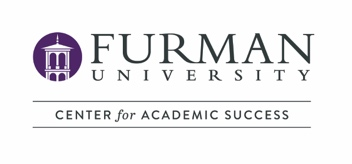 FURMAN
UNIVERSITY
CENTER for ACADEMIC SUCCESS